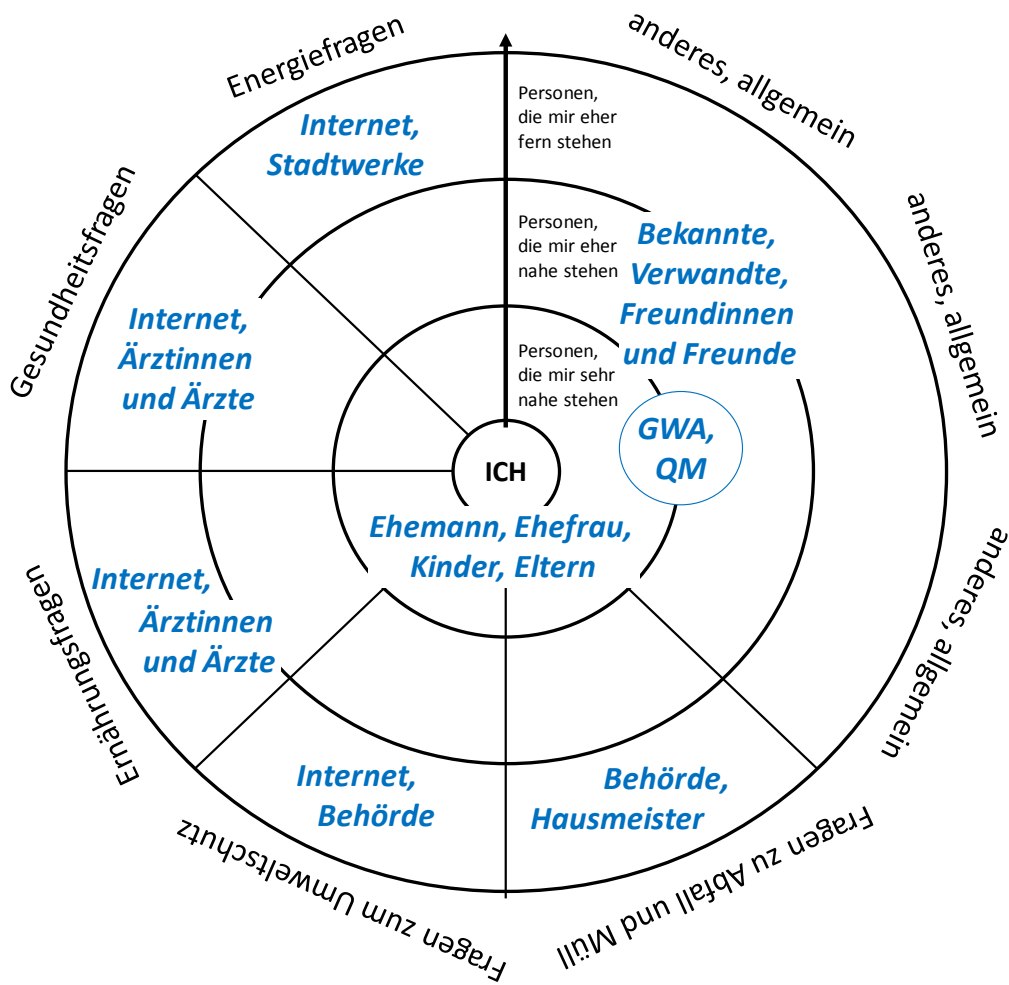 Energiefragen
anderes, allgemein
Personen,
die mir eher
fern stehen
Internet,
Stadtwerke
Gesundheitsfragen
anderes, allgemein
Personen,
die mir eher
nahe stehen
Bekannte,
Verwandte,
Freundinnen
und Freunde
Internet,
Ärztinnen
und Ärzte
Personen,
die mir sehr
nahe stehen
GWA,
QM
ICH
Ehemann, Ehefrau,
Kinder, Eltern
Internet,
Ärztinnen
und Ärzte
Ernährungsfragen
anderes, allgemein
Internet,
Behörde
Behörde,
Hausmeister
Fragen zum Umweltschutz
Fragen zu Abfall und Müll